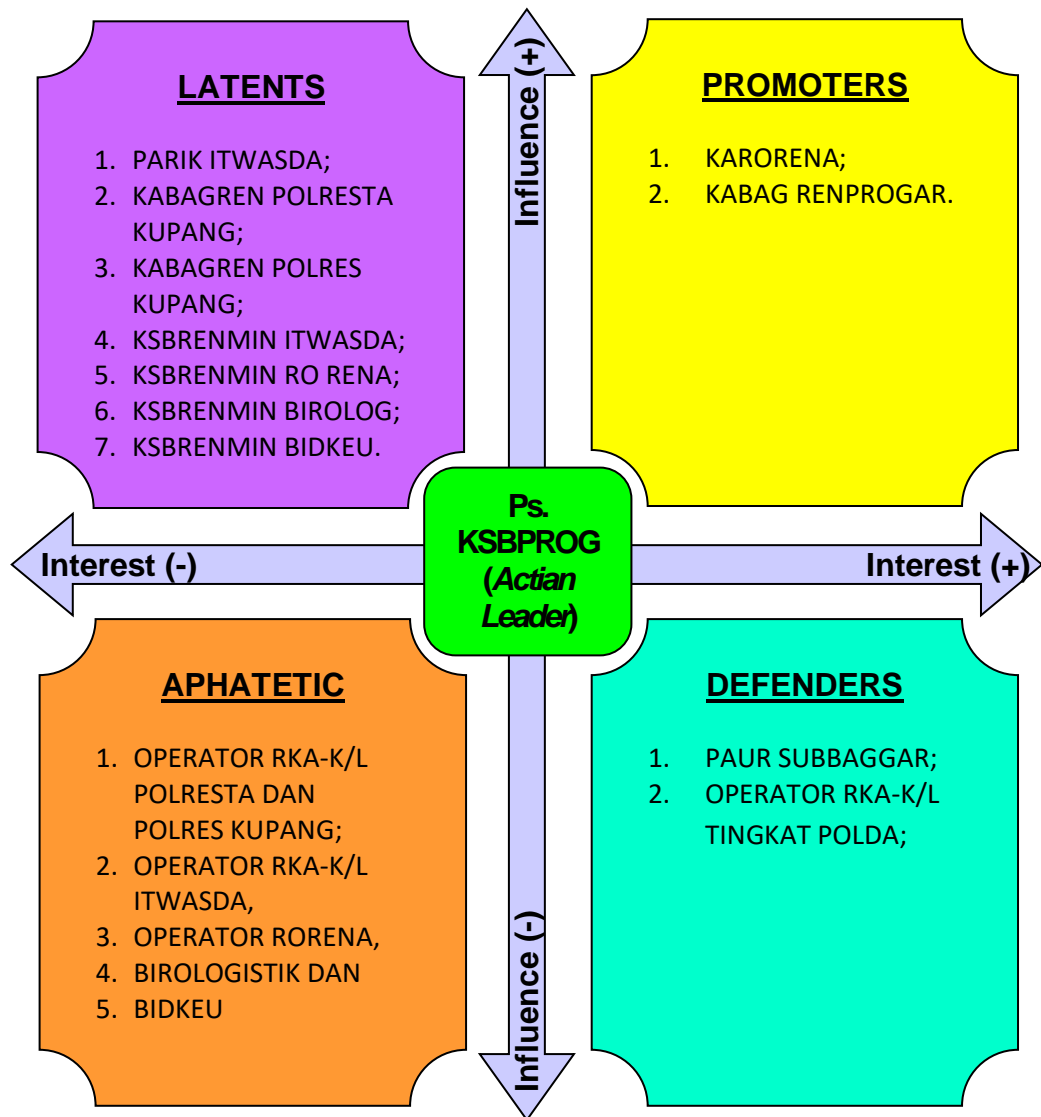 LATENTS
1. PARIK ITWASDA;
2. KABAGREN POLRESTA
KUPANG;
3. KABAGREN POLRES
KUPANG;
4. KSBRENMIN ITWASDA;
5. KSBRENMIN RO RENA;
6. KSBRENMIN BIROLOG;
7. KSBRENMIN BIDKEU.
Influence (+)
PROMOTERS
1. KARORENA;
2. KABAG RENPROGAR.
Interest (-)
Ps.
KSBPROG
(Actian
Leader)
Interest (+)
APHATETIC
1. OPERATOR RKA-K/L
POLRESTA DAN
POLRES KUPANG;
2. OPERATOR RKA-K/L
ITWASDA,
3. OPERATOR RORENA,
4. BIROLOGISTIK DAN
5. BIDKEU
Influence (-)
DEFENDERS
1. PAUR SUBBAGGAR;
2. OPERATOR RKA-K/L
TINGKAT POLDA;